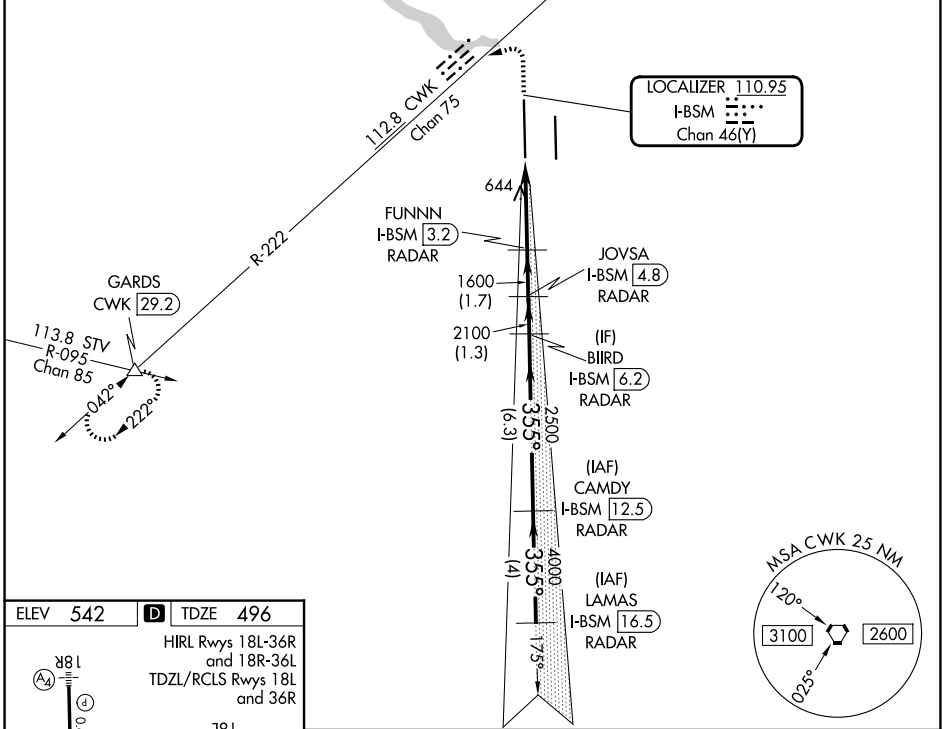 112.8 CWK
Chan 75
LOCALIZER 110.95
I-BSM
Chan 46(Y)
644
FUNNN
I-BSM 3.2
RADAR
R-222
JOVSA
I-BSM 4.8
RADAR
1600
(1.7)
GARDS
CWK 29.2
2100
(1.3)
(IF)
BIIRD
I-BSM 6.2
RADAR
113.8 STV
R-095
Chan 85
042°
222°
(6.3)
355°
2500
(IAF)
CAMDY
I-BSM 12.5
RADAR
(4)
355°
4000
(IAF)
LAMAS
I-BSM 16.5
RADAR
175°
MSA CWK 25 NM
120°
3100
2600
025°
ELEV 542
D
TDZE 496
HIRL Rwys 18L-36R
and 18R-36L
TDZL/RCLS Rwys 18L
and 36R
18R
A4
P